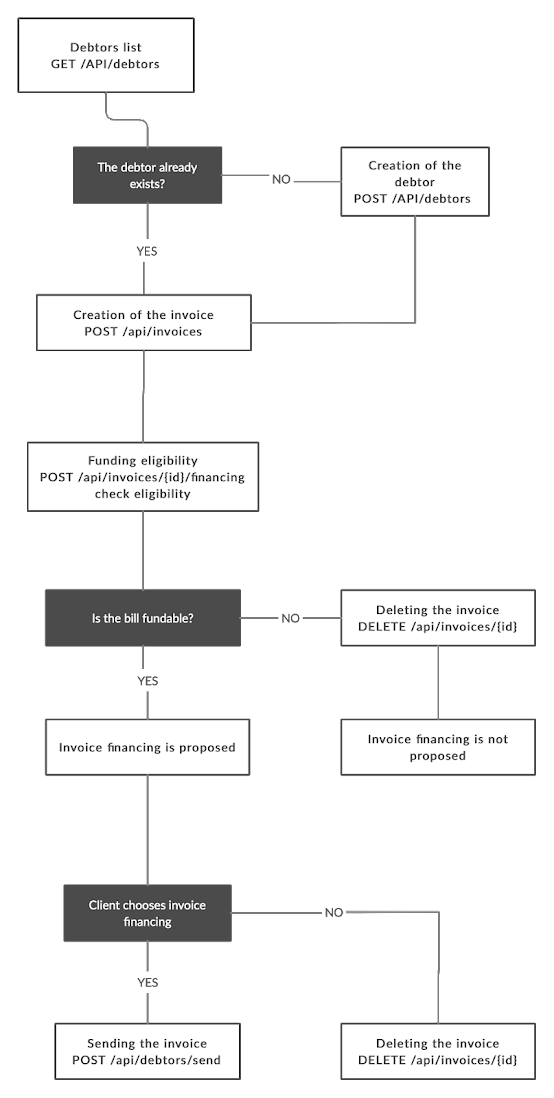 Debtors list
GET /API/debtors
The debtor already
exists?
NO
Creation of the
debtor
POST /API/debtors
YES
Creation of the invoice
POST /api/invoices
Funding eligibility
POST /api/invoices/{id}/financing
check eligibility
Is the bill fundable?
NO
Deleting the invoice
DELETE /api/invoices/{id}
YES
Invoice financing is proposed
Invoice financing is not
proposed
Client chooses invoice
financing
NO
YES
Sending the invoice
POST /api/debtors/send
Deleting the invoice
DELETE /api/invoices/{id}